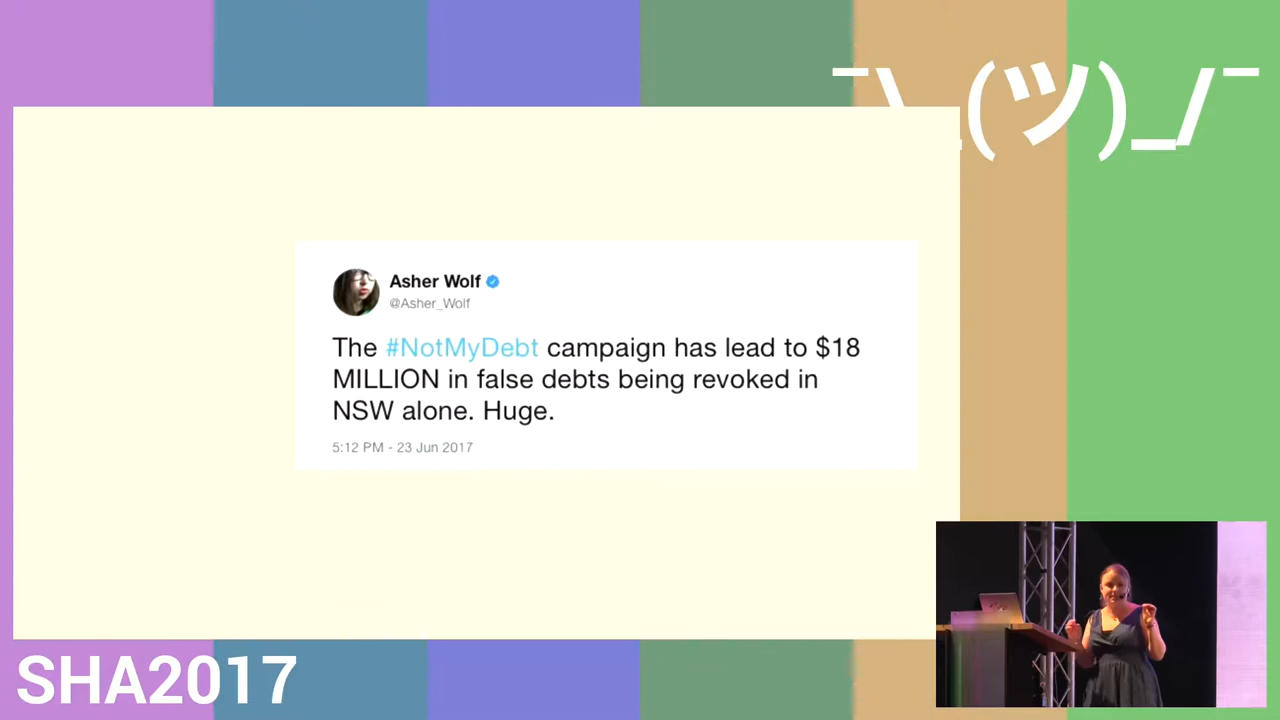 ¯\_(ツ)_/¯
Asher Wolf
@Asher_Wolf
The #NotMyDebt campaign has lead to $18
MILLION in false debts being revoked in
NSW alone. Huge.
5:12 PM - 23 Jun 2017
SHA2017